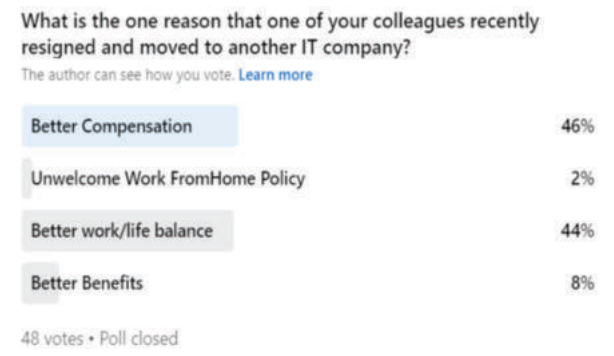 What is the one reason that one of your colleagues recently
resigned and moved to another IT company?
The author can see how you vote. Learn more
Better Compensation 46%
Unwelcome Work FromHome Policy 2%
Better work/life balance 44%
Better Benefits 8%
48 votes • Poll closed